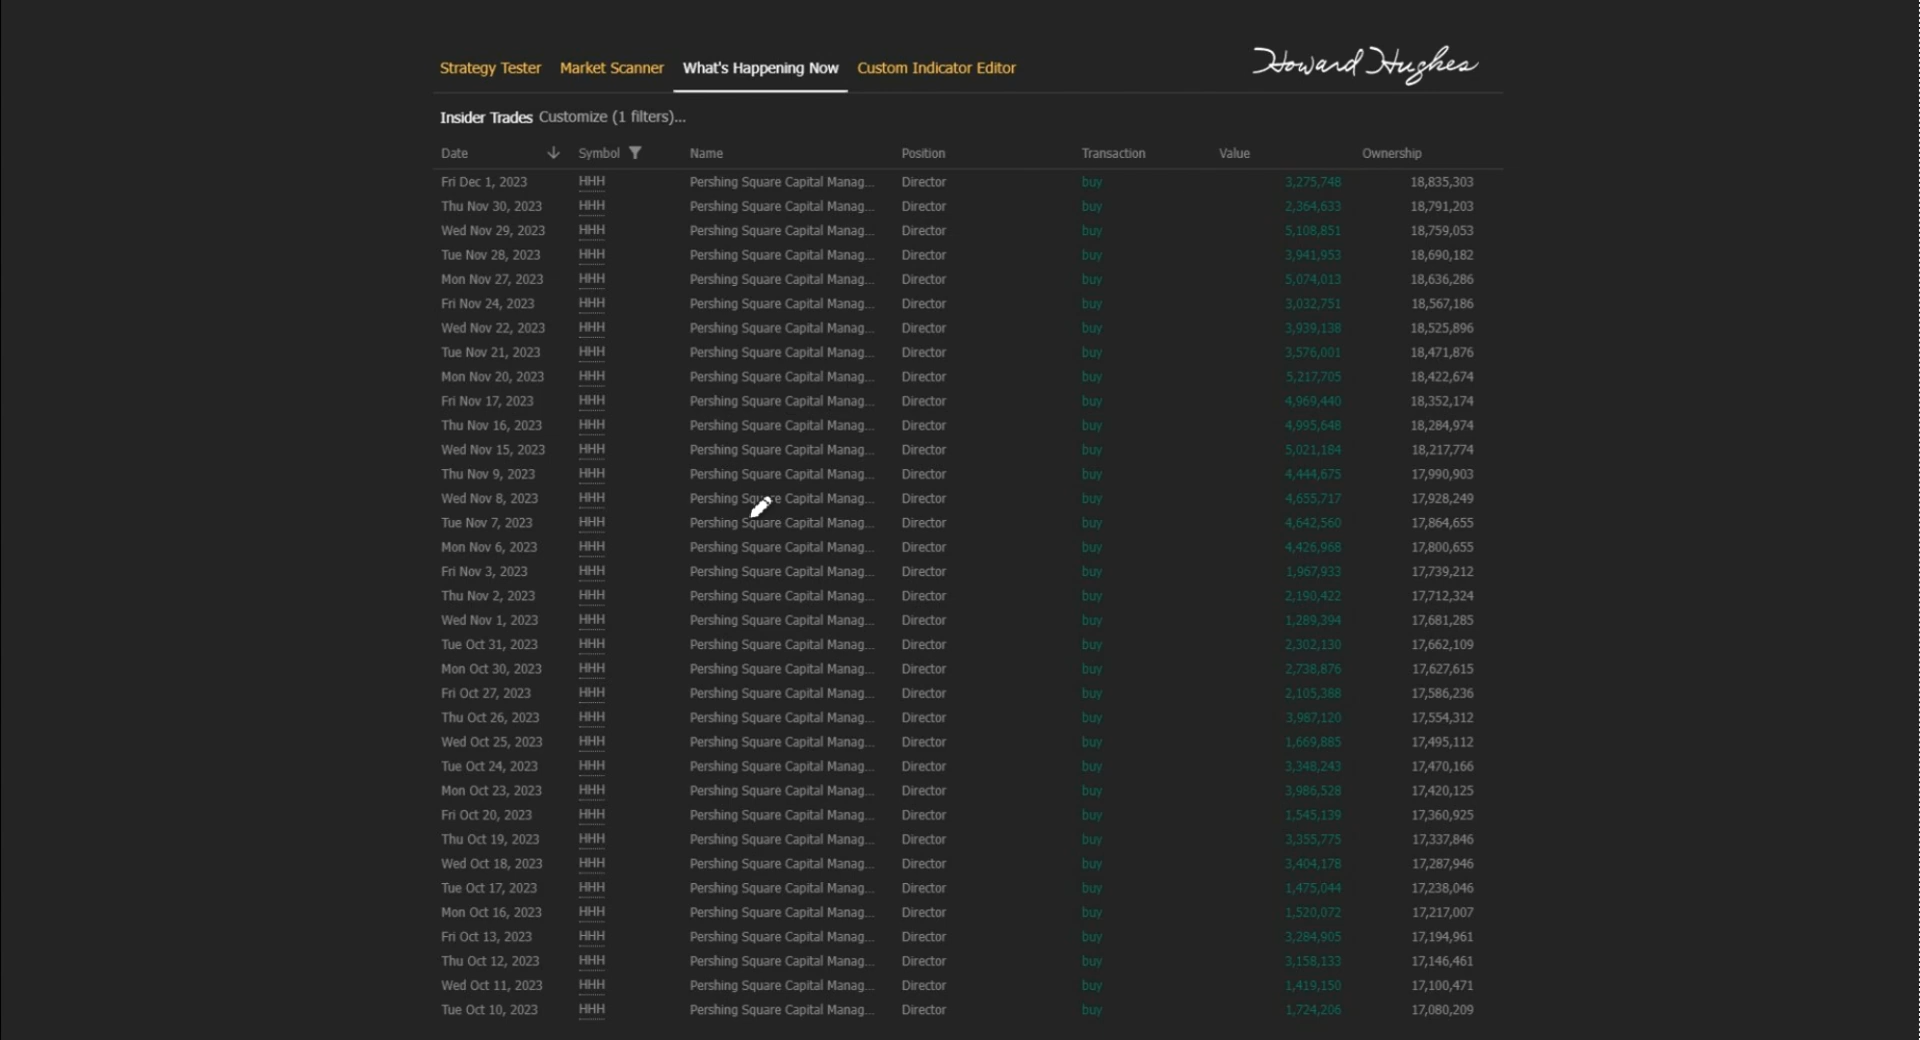 Strategy Tester Market Scanner What's Happening Now Custom Indicator Editor Howard Hughes
Insider Trades Customize (1 filters)...
Date Symbol Name Position Transaction Value Ownership
Fri Dec 1, 2023 HHH Pershing Square Capital Manag... Director buy 3,275,748 18,835,303
Thu Nov 30, 2023 HHH Pershing Square Capital Manag... Director buy 2,364,633 18,791,203
Wed Nov 29, 2023 HHH Pershing Square Capital Manag... Director buy 5,108,851 18,759,053
Tue Nov 28, 2023 HHH Pershing Square Capital Manag... Director buy 3,941,953 18,690,182
Mon Nov 27, 2023 HHH Pershing Square Capital Manag... Director buy 5,074,013 18,636,286
Fri Nov 24, 2023 HHH Pershing Square Capital Manag... Director buy 3,032,751 18,567,186
Wed Nov 22, 2023 HHH Pershing Square Capital Manag... Director buy 3,939,138 18,525,896
Tue Nov 21, 2023 HHH Pershing Square Capital Manag... Director buy 3,576,001 18,471,876
Mon Nov 20, 2023 HHH Pershing Square Capital Manag... Director buy 5,217,705 18,422,674
Fri Nov 17, 2023 HHH Pershing Square Capital Manag... Director buy 4,969,440 18,352,174
Thu Nov 16, 2023 HHH Pershing Square Capital Manag... Director buy 4,995,648 18,284,974
Wed Nov 15, 2023 HHH Pershing Square Capital Manag... Director buy 5,021,184 18,217,774
Thu Nov 9, 2023 HHH Pershing Square Capital Manag... Director buy 4,444,675 17,990,903
Wed Nov 8, 2023 HHH Pershing Square Capital Manag... Director buy 4,655,717 17,928,249
Tue Nov 7, 2023 HHH Pershing Square Capital Manag... Director buy 4,642,560 17,864,655
Mon Nov 6, 2023 HHH Pershing Square Capital Manag... Director buy 4,426,968 17,800,655
Fri Nov 3, 2023 HHH Pershing Square Capital Manag... Director buy 1,967,933 17,739,212
Thu Nov 2, 2023 HHH Pershing Square Capital Manag... Director buy 2,190,422 17,712,324
Wed Nov 1, 2023 HHH Pershing Square Capital Manag... Director buy 1,289,394 17,681,285
Tue Oct 31, 2023 HHH Pershing Square Capital Manag... Director buy 2,302,130 17,662,109
Mon Oct 30, 2023 HHH Pershing Square Capital Manag... Director buy 2,738,876 17,627,615
Fri Oct 27, 2023 HHH Pershing Square Capital Manag... Director buy 2,105,388 17,586,236
Thu Oct 26, 2023 HHH Pershing Square Capital Manag... Director buy 3,987,120 17,554,312
Wed Oct 25, 2023 HHH Pershing Square Capital Manag... Director buy 1,669,885 17,495,112
Tue Oct 24, 2023 HHH Pershing Square Capital Manag... Director buy 3,348,243 17,470,166
Mon Oct 23, 2023 HHH Pershing Square Capital Manag... Director buy 3,986,528 17,420,125
Fri Oct 20, 2023 HHH Pershing Square Capital Manag... Director buy 1,545,139 17,360,925
Thu Oct 19, 2023 HHH Pershing Square Capital Manag... Director buy 3,355,775 17,337,846
Wed Oct 18, 2023 HHH Pershing Square Capital Manag... Director buy 3,404,178 17,287,946
Tue Oct 17, 2023 HHH Pershing Square Capital Manag... Director buy 1,475,044 17,238,046
Mon Oct 16, 2023 HHH Pershing Square Capital Manag... Director buy 1,520,072 17,217,007
Fri Oct 13, 2023 HHH Pershing Square Capital Manag... Director buy 3,284,905 17,194,961
Thu Oct 12, 2023 HHH Pershing Square Capital Manag... Director buy 3,158,133 17,146,461
Wed Oct 11, 2023 HHH Pershing Square Capital Manag... Director buy 1,419,150 17,100,471
Tue Oct 10, 2023 HHH Pershing Square Capital Manag... Director buy 1,724,206 17,080,209